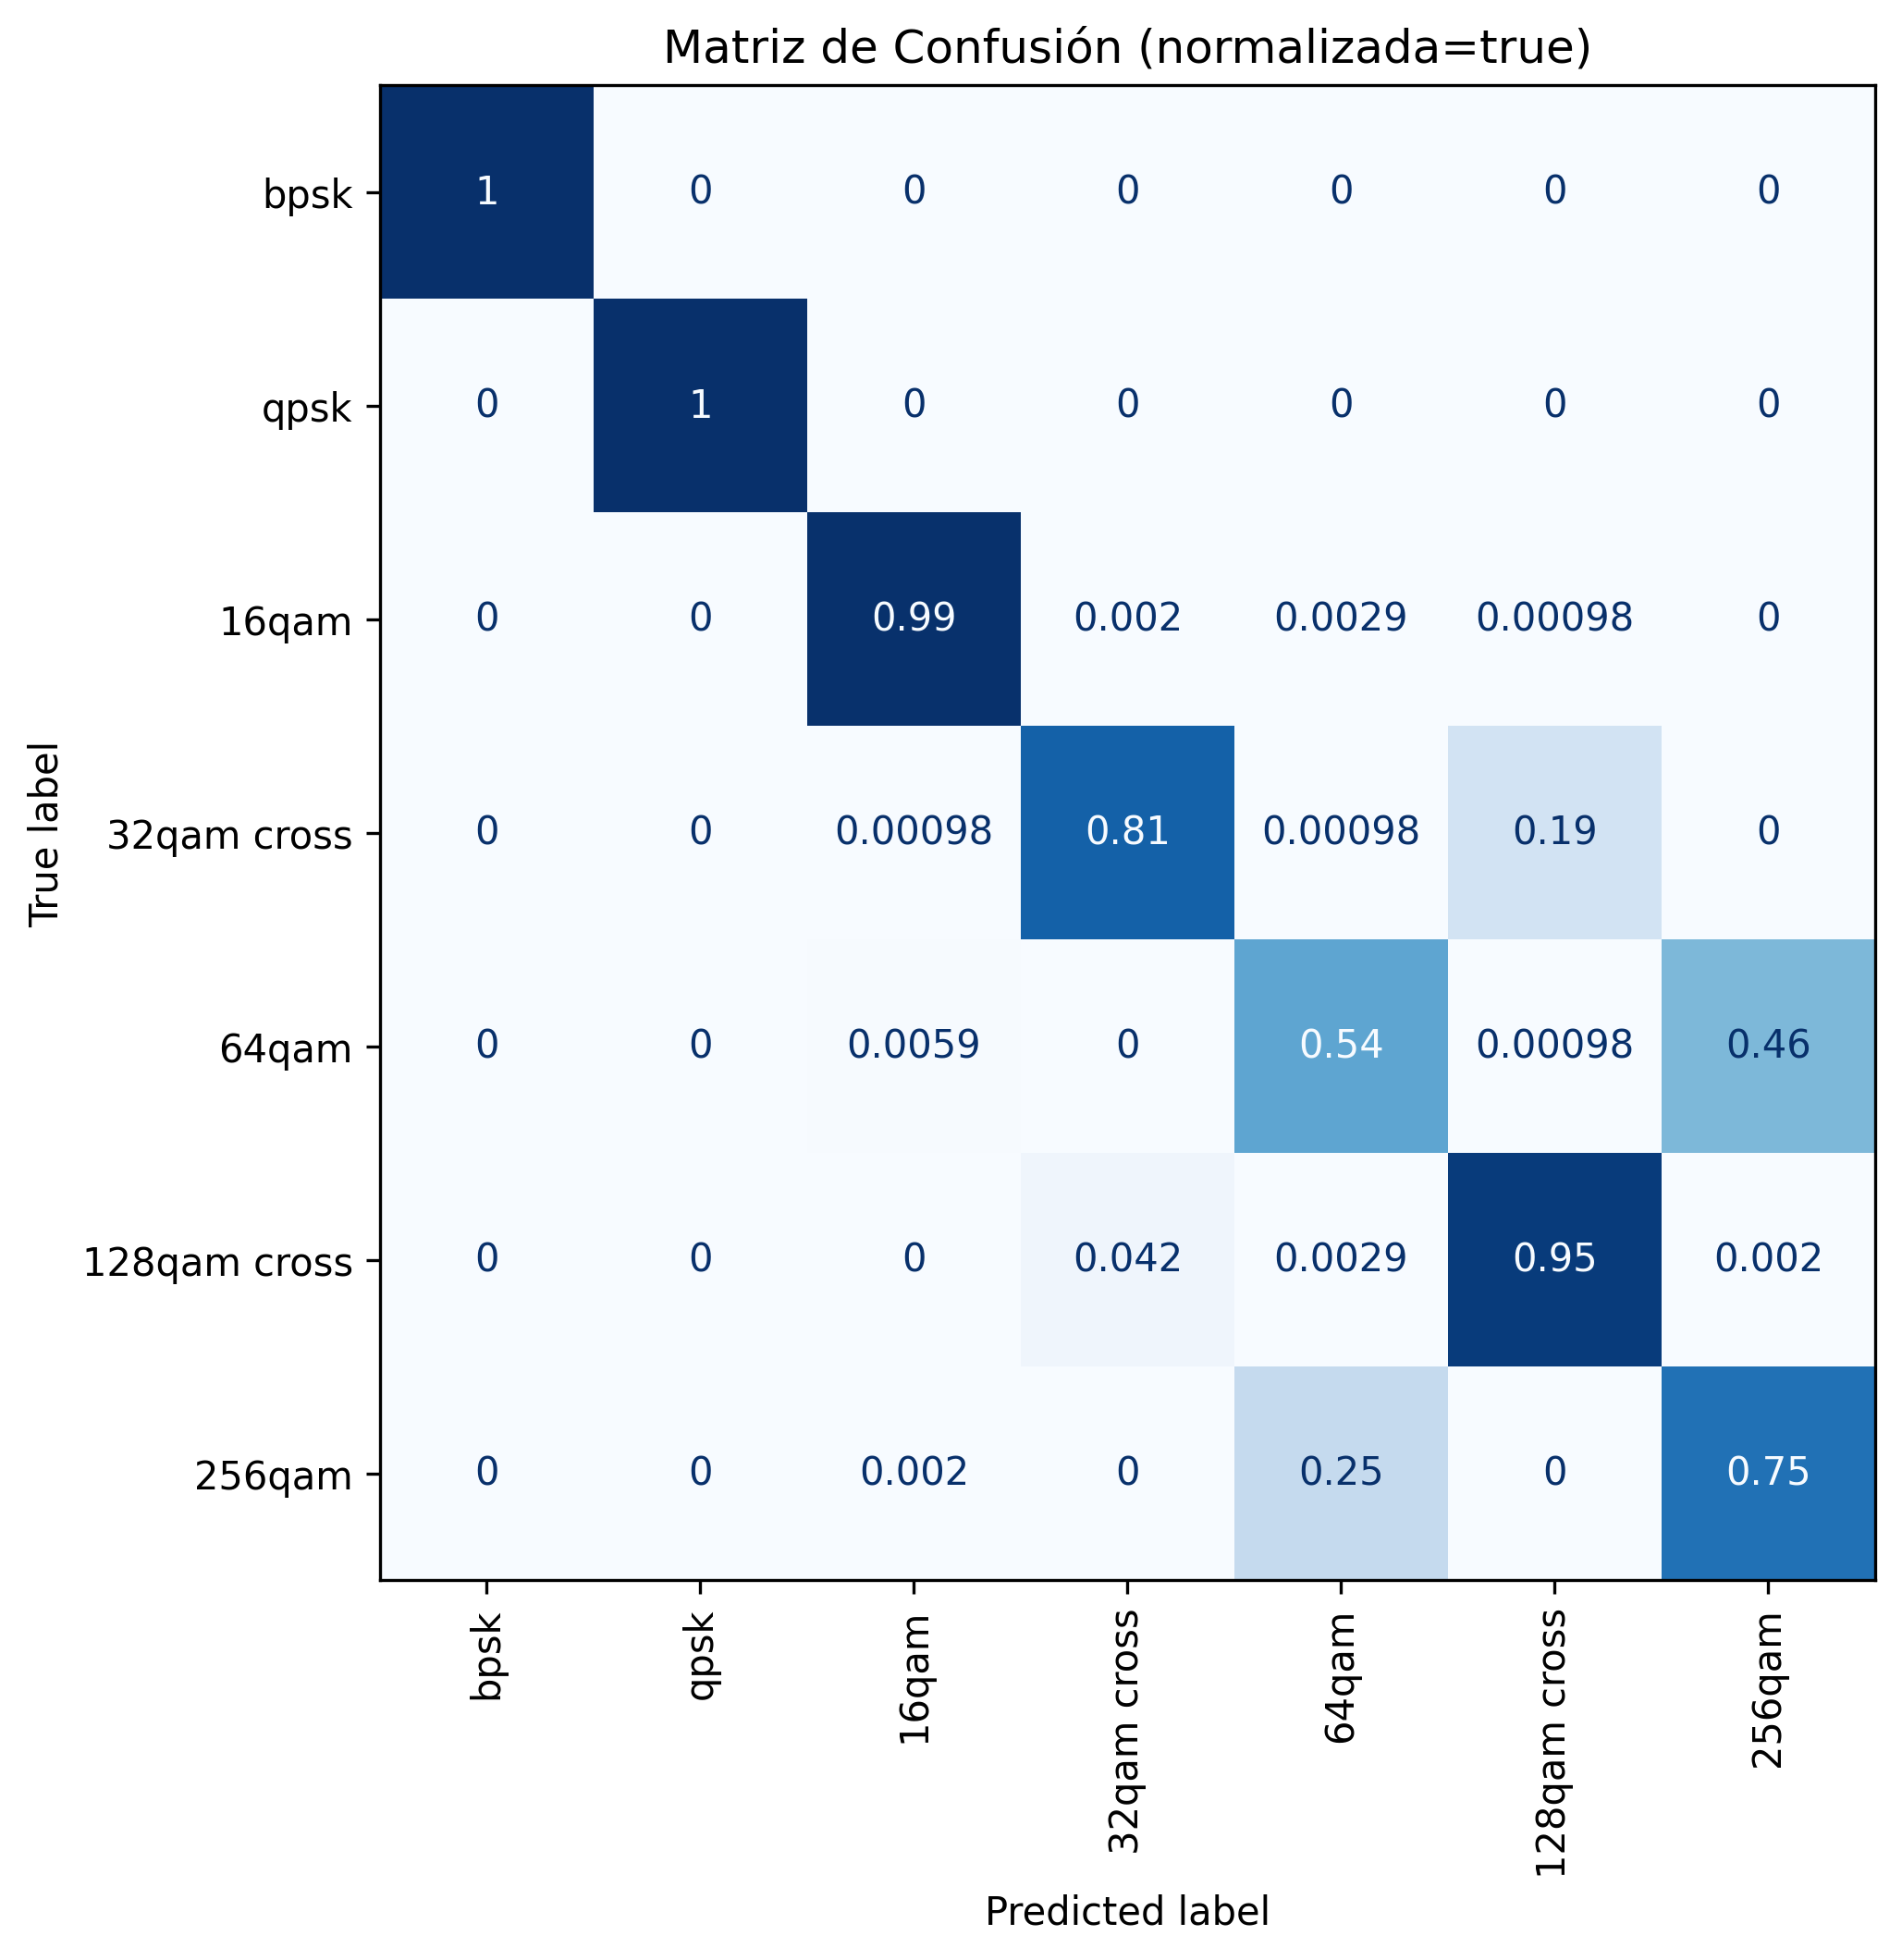 Matriz de Confusión (normalizada=true)
bpsk 1 0 0 0 0 0 0
qpsk 0 1 0 0 0 0 0
16qam 0 0 0.99 0.002 0.0029 0.00098 0
32qam cross 0 0 0.00098 0.81 0.00098 0.19 0
64qam 0 0 0.0059 0 0.54 0.00098 0.46
128qam cross 0 0 0 0.042 0.0029 0.95 0.002
256qam 0 0 0.002 0 0.25 0 0.75
True label
bpsk
qpsk
16qam
32qam cross
64qam
128qam cross
256qam
Predicted label